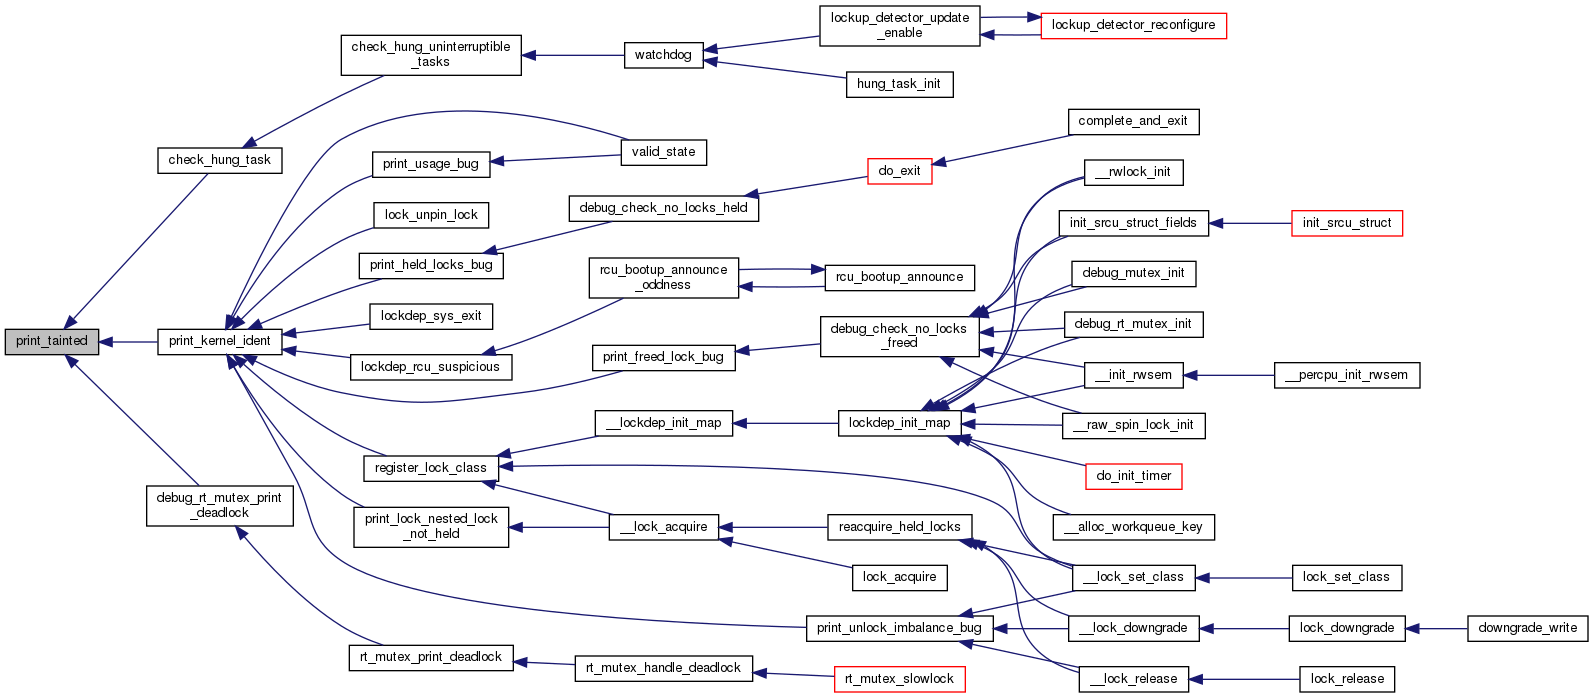 lockup_detector_update
_enable
lockup_detector_reconfigure
check_hung_uninterruptible
_tasks
watchdog
hung_task_init
complete_and_exit
check_hung_task
print_usage_bug
valid_state
do_exit
__rwlock_init
debug_check_no_locks_held
lock_unpin_lock
init_srcu_struct_fields
init_srcu_struct
print_held_locks_bug
rcu_bootup_announce
_oddness
rcu_bootup_announce
debug_mutex_init
lockdep_sys_exit
debug_rt_mutex_init
print_tainted
print_kernel_ident
debug_check_no_locks
_freed
print_freed_lock_bug
lockdep_rcu_suspicious
__init_rwsem
__percpu_init_rwsem
__lockdep_init_map
lockdep_init_map
__raw_spin_lock_init
register_lock_class
do_init_timer
debug_rt_mutex_print
_deadlock
print_lock_nested_lock
_not_held
__lock_acquire
reacquire_held_locks
__alloc_workqueue_key
lock_acquire
__lock_set_class
lock_set_class
print_unlock_imbalance_bug
__lock_downgrade
lock_downgrade
downgrade_write
rt_mutex_print_deadlock
rt_mutex_handle_deadlock
rt_mutex_slowlock
__lock_release
lock_release